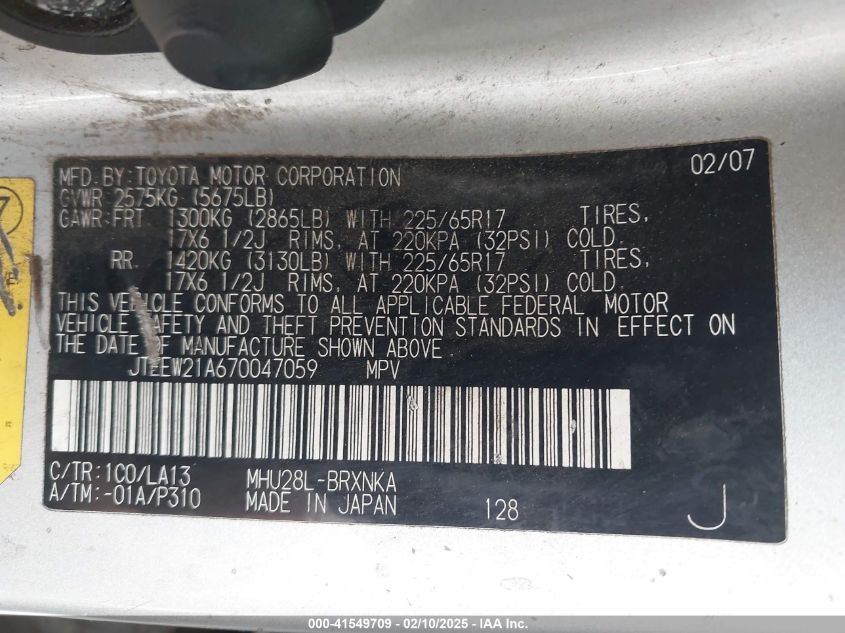 MFD. BY: TOYOTA MOTOR CORPORATION 02/07
GVWR 2575KG (5675LB)
GAWR:FRT 1300KG (2865LB) WITH 225/65R17 TIRES,
17X6 1/2J RIMS, AT 220KPA (32PSI) COLD.
RR. 1420KG (3130LB) WITH 225/65R17 TIRES,
17X6 1/2J RIMS, AT 220KPA (32PSI) COLD.
THIS VEHICLE CONFORMS TO ALL APPLICABLE FEDERAL MOTOR
VEHICLE SAFETY AND THEFT PREVENTION STANDARDS IN EFFECT ON
THE DATE OF MANUFACTURE SHOWN ABOVE.
JTEEW21A670047059 MPV
C/TR:1C0/LA13 MHU28L-BRXNKA
A/TM:-01A/P310 MADE IN JAPAN 128 J
000-41549709 - 02/10/2025 - IAA Inc.